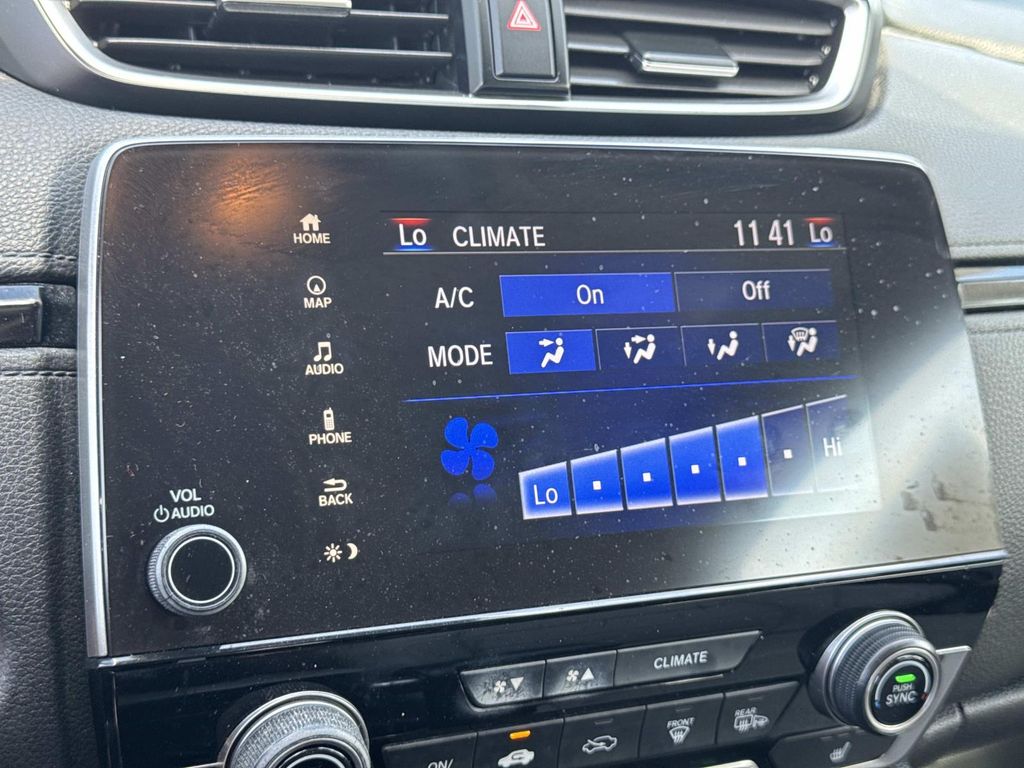 HOME
Lo CLIMATE 11 41 Lo
MAP
A/C On Off
AUDIO
MODE
PHONE
Hi
BACK
Lo
VOL
AUDIO
CLIMATE
PUSH
SYNC
FRONT
REAR
ON/